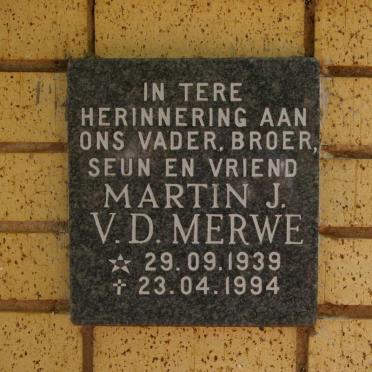 IN TERE
HERINNERING AAN
ONS VADER, BROER,
SEUN EN VRIEND
MARTIN J.
V.D. MERWE
☆ 29.09.1939
✝ 23.04.1994